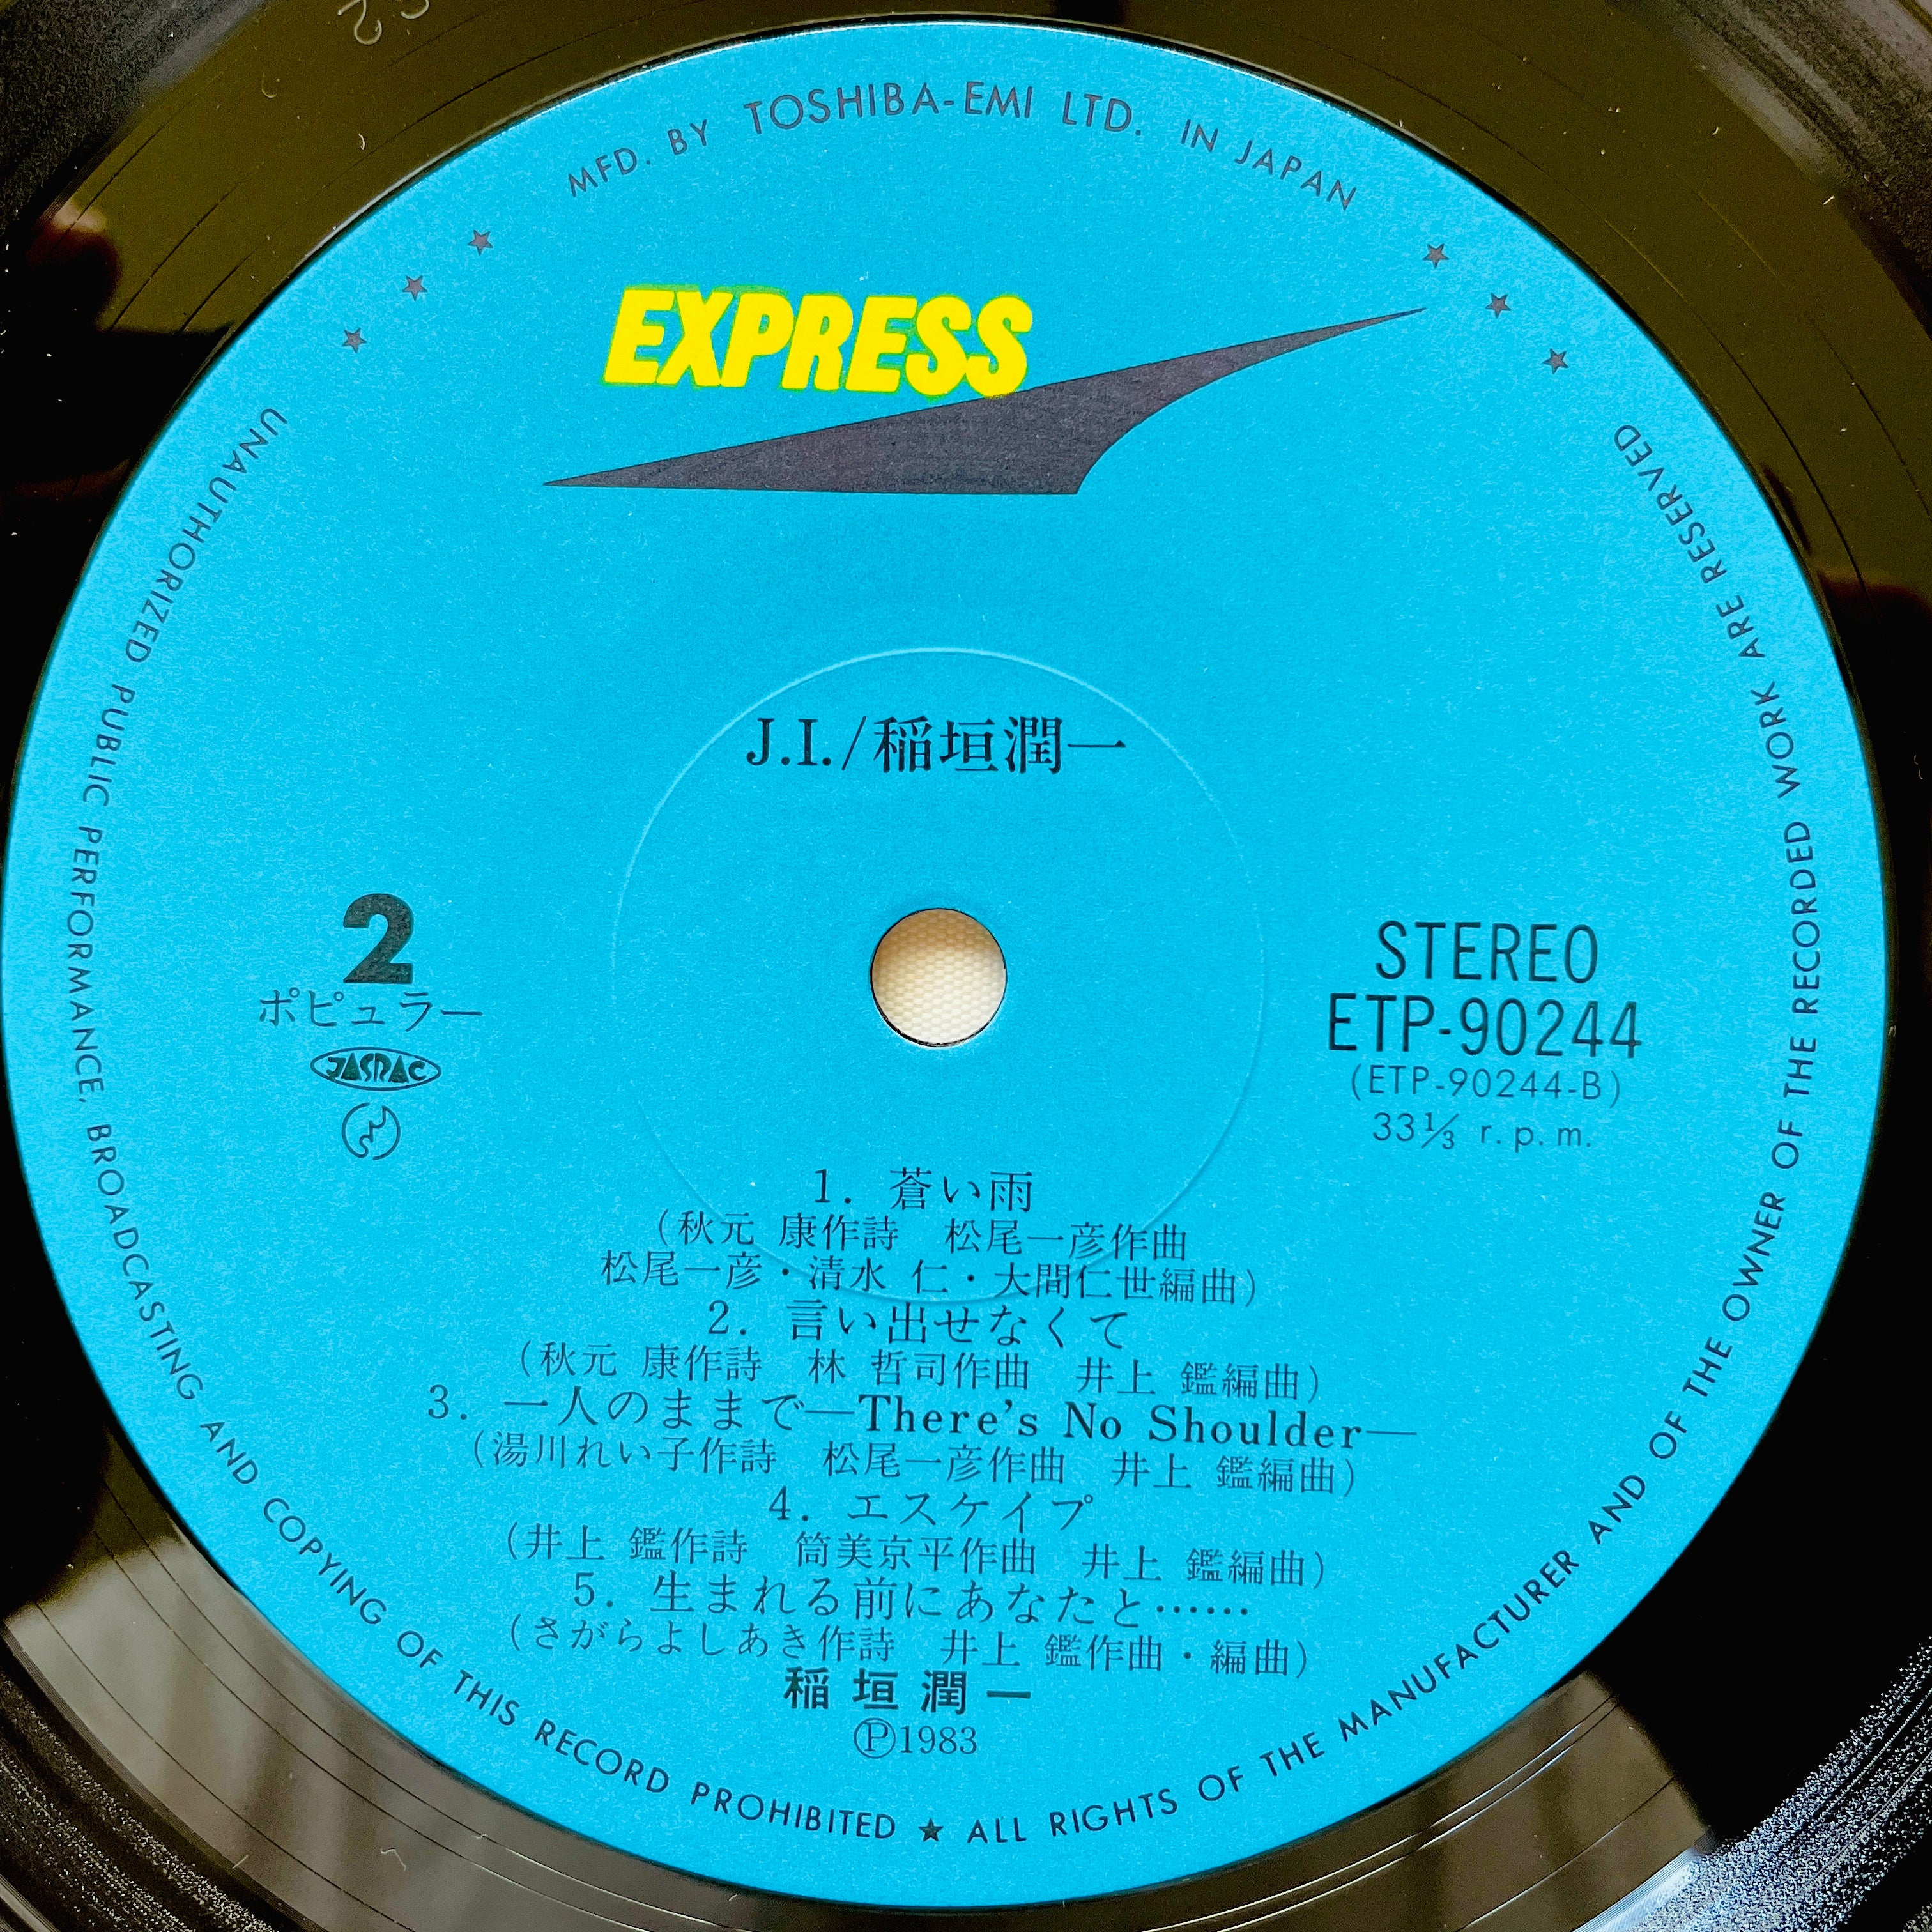 MFD. BY TOSHIBA-EMI LTD. IN JAPAN
EXPRESS
J.I./稲垣潤一
2
ポピュラー
JASRAC
STEREO
ETP-90244
(ETP-90244-B)
33⅓ r.p.m.
1. 蒼い雨
(秋元 康作詩 松尾一彦作曲
松尾一彦・清水 仁・大間仁世編曲)
2. 言い出せなくて
(秋元 康作詩 林 哲司作曲 井上 鑑編曲)
3. 一人のままで—There's No Shoulder—
(湯川れい子作詩 松尾一彦作曲 井上 鑑編曲)
4. エスケイプ
(井上 鑑作詩 筒美京平作曲 井上 鑑編曲)
5. 生まれる前にあなたと……
(さがらよしあき作詩 井上 鑑作曲・編曲)
稲垣潤一
Ⓟ1983
UNAUTHORIZED PUBLIC PERFORMANCE, BROADCASTING AND COPYING OF THIS RECORD PROHIBITED ★ ALL RIGHTS OF THE MANUFACTURER AND OF THE OWNER OF THE RECORDED WORK ARE RESERVED